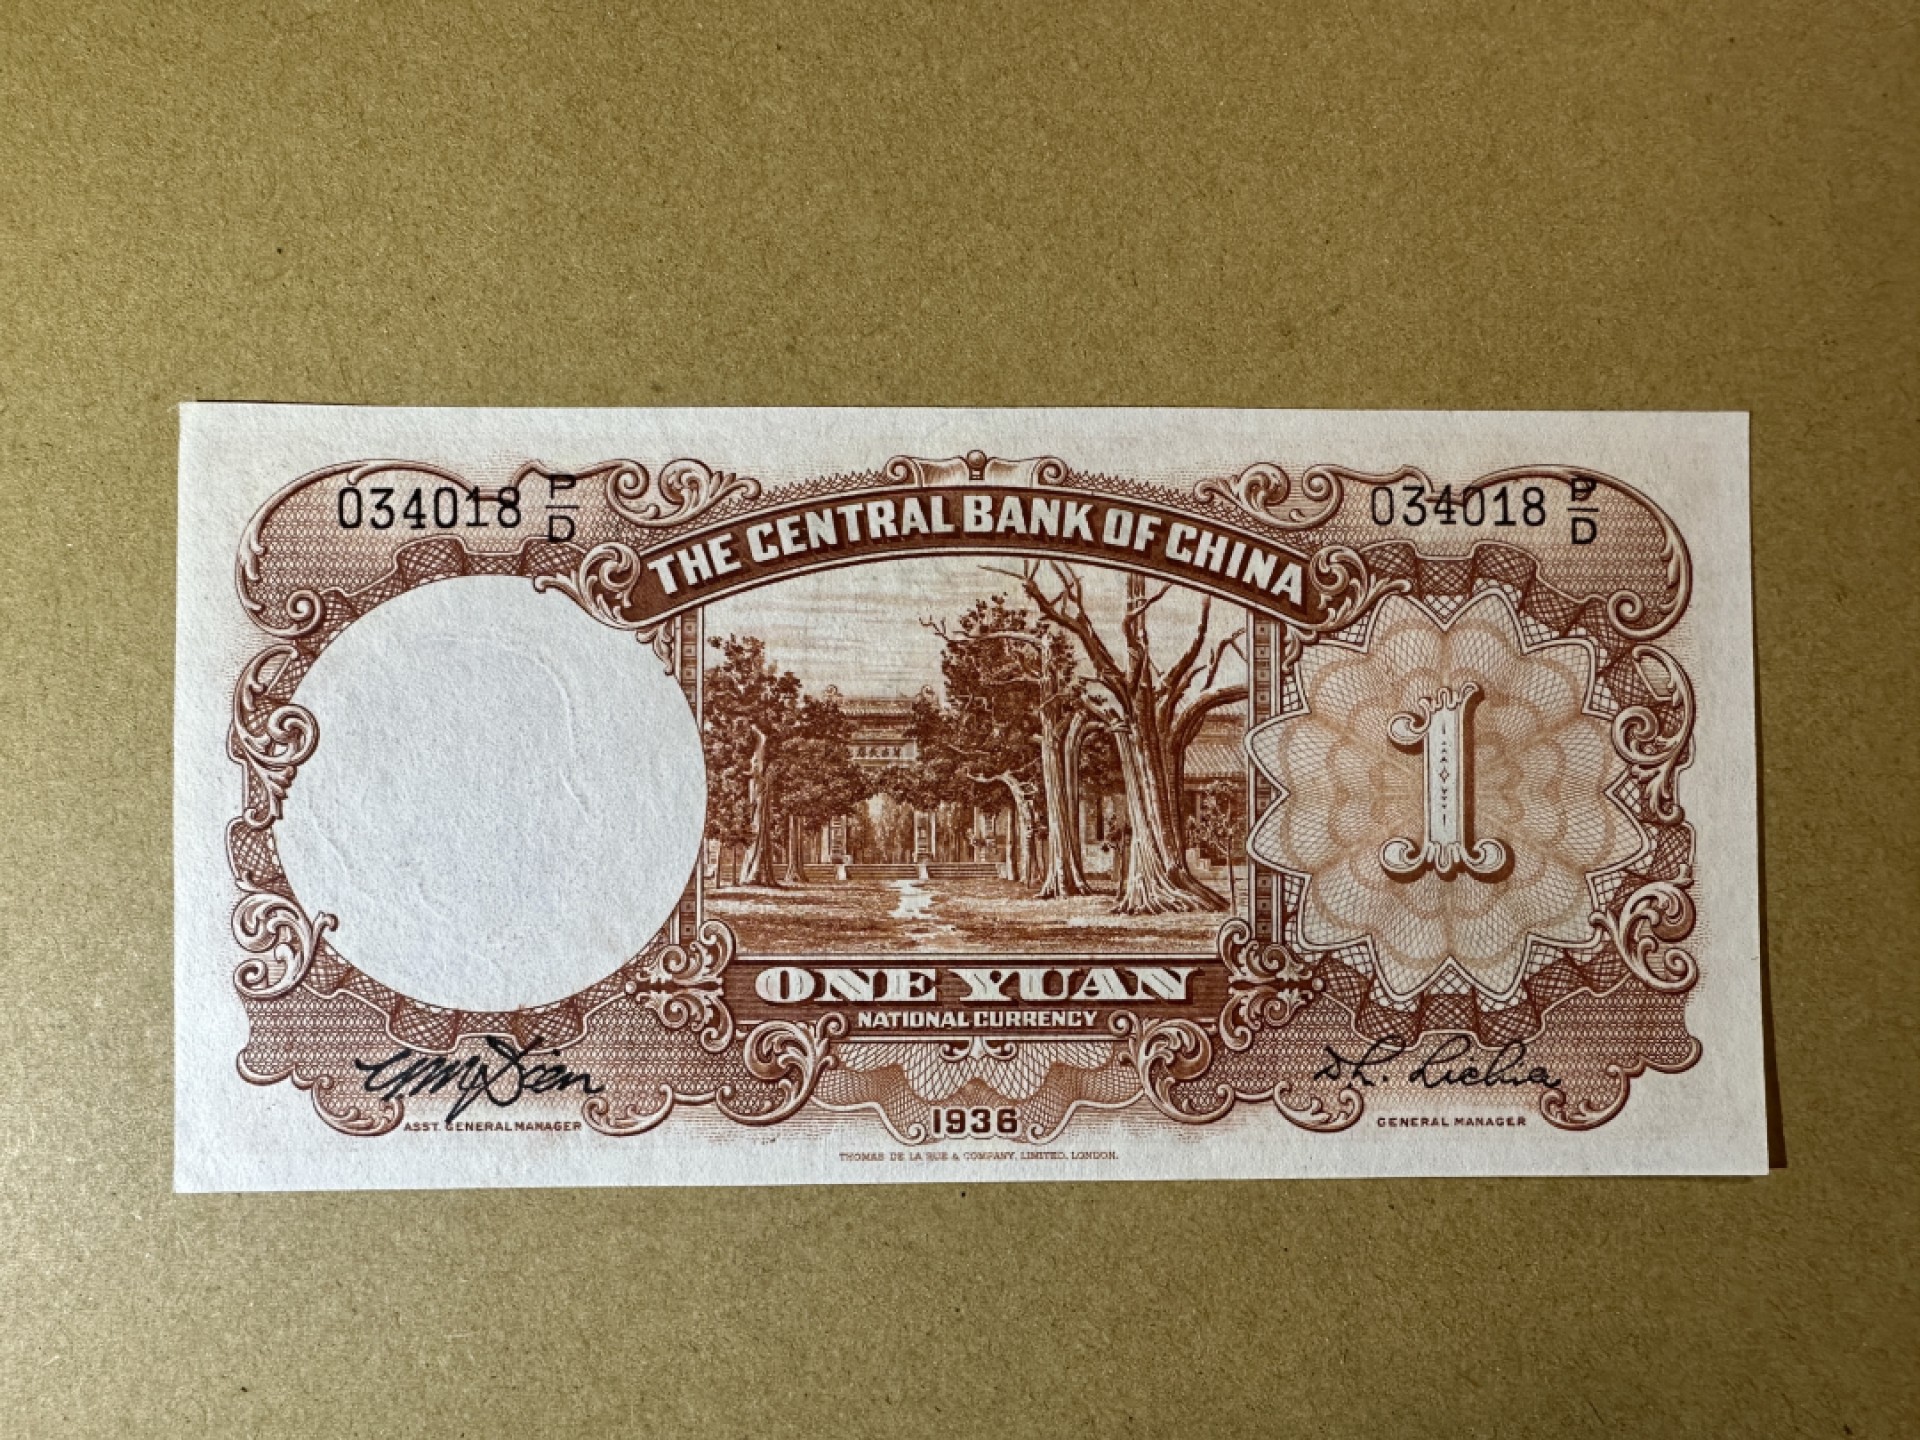 034018 P/D
034018 P/D
THE CENTRAL BANK OF CHINA
1
ONE YUAN
NATIONAL CURRENCY
ASST. GENERAL MANAGER
GENERAL MANAGER
1936
THOMAS DE LA RUE & COMPANY, LIMITED, LONDON.